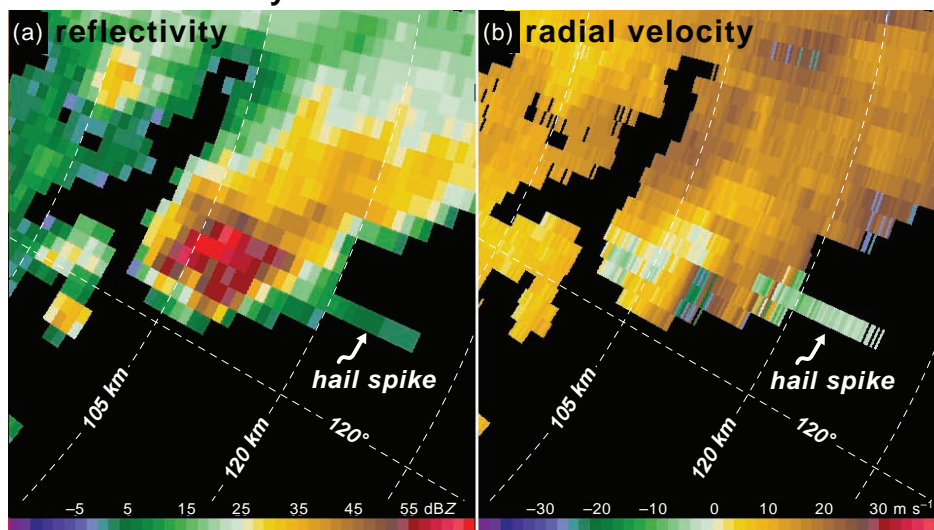 (a) reflectivity
hail spike
105 km
120 km
120°
−5 5 15 25 35 45 55 dBZ
(b) radial velocity
hail spike
105 km
120 km
120°
−30 −20 −10 0 10 20 30 m s⁻¹